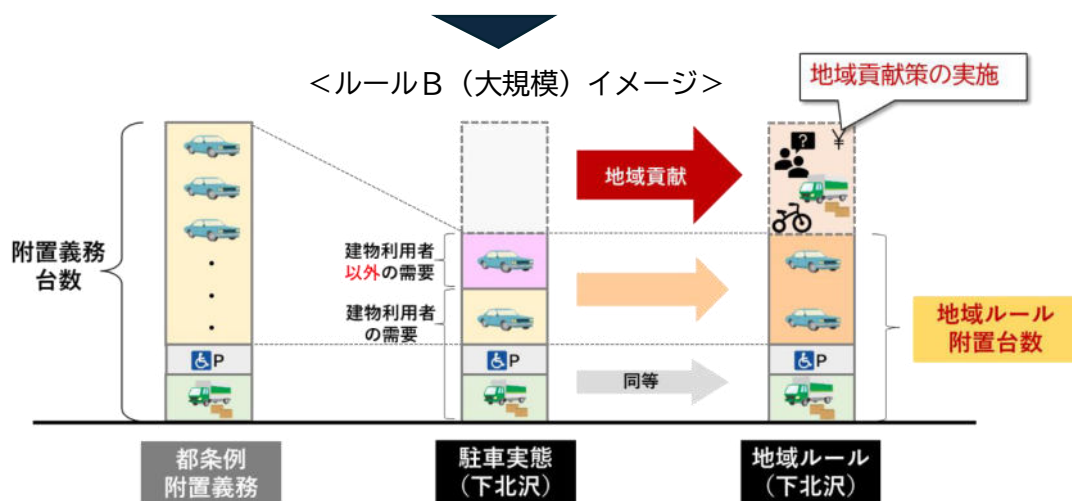 <ルールB（大規模）イメージ>
地域貢献策の実施
?
¥
地域貢献
附置義務
台数
建物利用者
以外の需要
建物利用者
の需要
地域ルール
附置台数
P
P
P
同等
都条例
附置義務
駐車実態
(下北沢)
地域ルール
(下北沢)